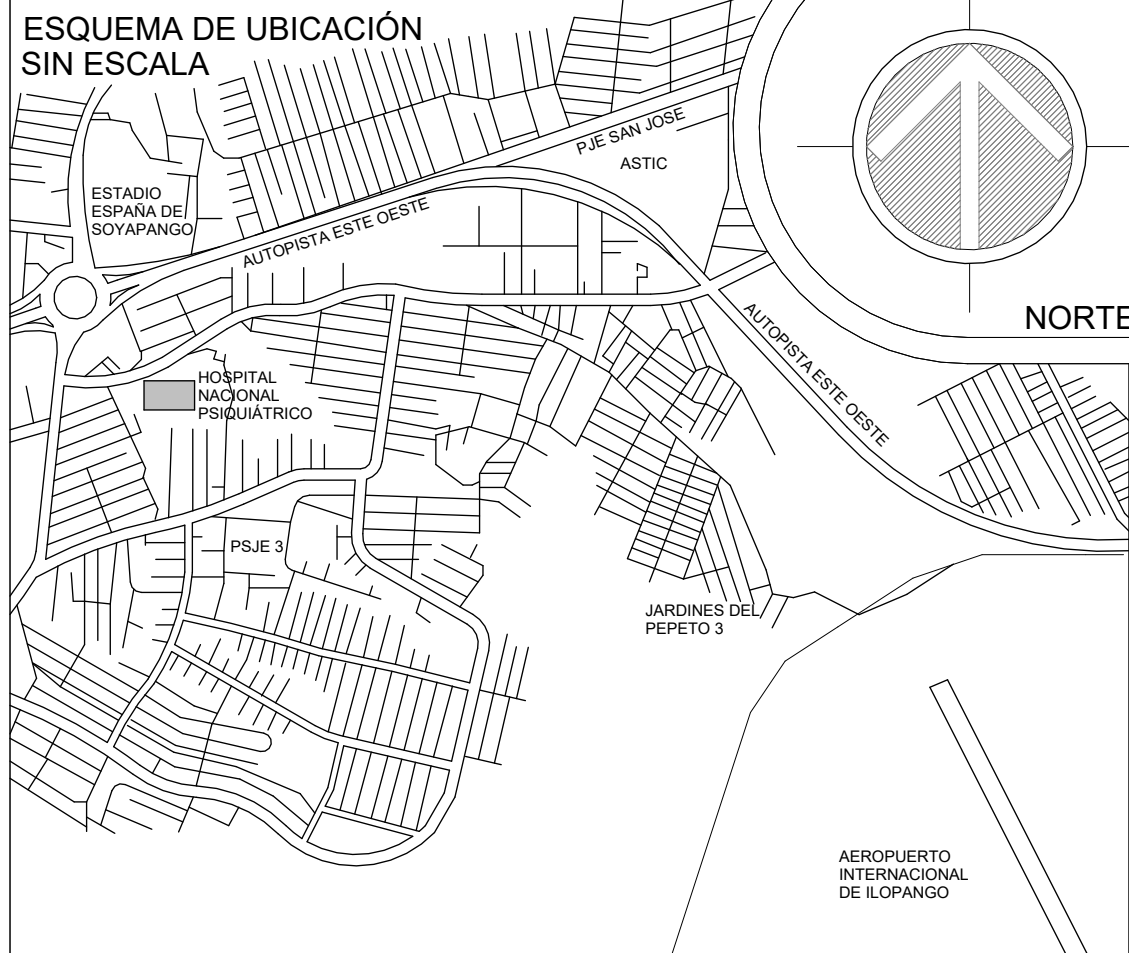 ESQUEMA DE UBICACIÓN
SIN ESCALA
PJE SAN JOSE
ASTIC
ESTADIO
ESPAÑA DE
SOYAPANGO
AUTOPISTA ESTE OESTE
NORTE
AUTOPISTA ESTE OESTE
HOSPITAL
NACIONAL
PSIQUIÁTRICO
PSJE 3
JARDINES DEL
PEPETO 3
AEROPUERTO
INTERNACIONAL
DE ILOPANGO